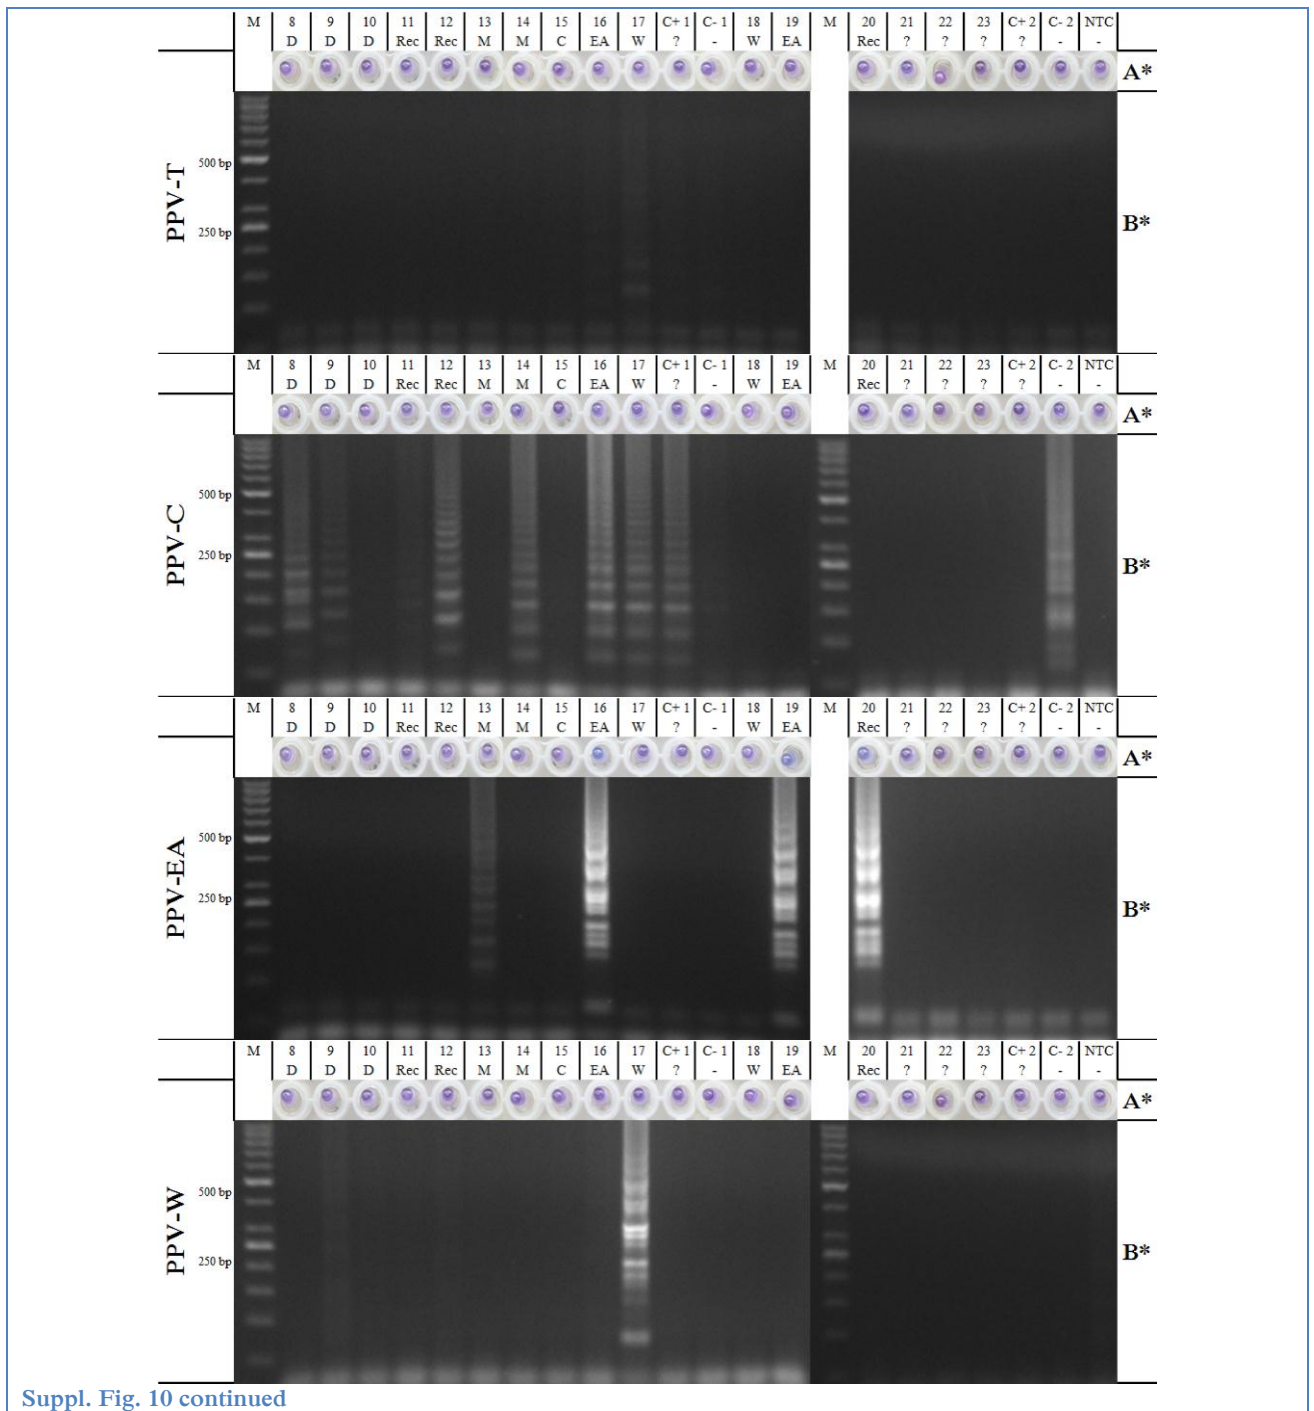 M 8 9 10 11 12 13 14 15 16 17 C+ 1 C- 1 18 19 M 20 21 22 23 C+ 2 C- 2 NTC
D D D Rec Rec M M C EA W ? - W EA Rec ? ? ? ? - -
A*
500 bp
PPV-T
B*
250 bp
M 8 9 10 11 12 13 14 15 16 17 C+ 1 C- 1 18 19 M 20 21 22 23 C+ 2 C- 2 NTC
D D D Rec Rec M M C EA W ? - W EA Rec ? ? ? ? - -
A*
500 bp
PPV-C
250 bp
B*
M 8 9 10 11 12 13 14 15 16 17 C+ 1 C- 1 18 19 M 20 21 22 23 C+ 2 C- 2 NTC
D D D Rec Rec M M C EA W ? - W EA Rec ? ? ? ? - -
A*
500 bp
PPV-EA
250 bp
B*
M 8 9 10 11 12 13 14 15 16 17 C+ 1 C- 1 18 19 M 20 21 22 23 C+ 2 C- 2 NTC
D D D Rec Rec M M C EA W ? - W EA Rec ? ? ? ? - -
A*
500 bp
PPV-W
250 bp
B*
Suppl. Fig. 10 continued